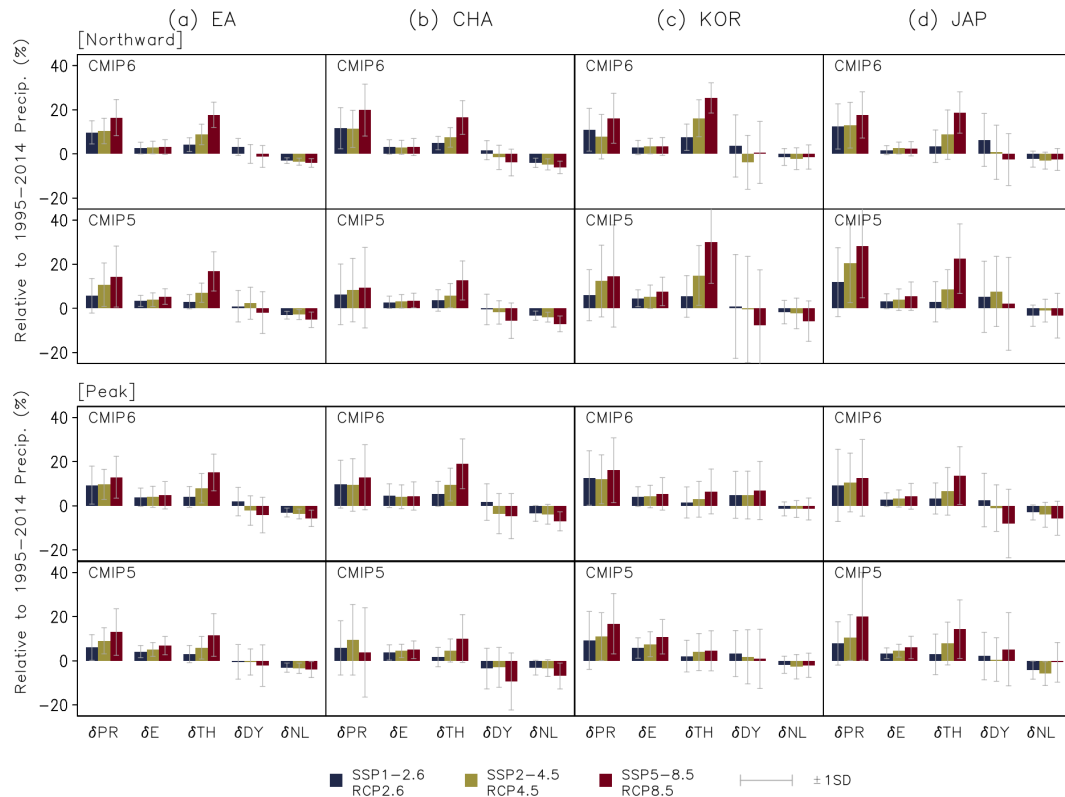 (a) EA (b) CHA (c) KOR (d) JAP
[Northward]
Relative to 1995-2014 Precip. (%)
40 CMIP6 CMIP6 CMIP6 CMIP6
20
0
-20
40 CMIP5 CMIP5 CMIP5 CMIP5
20
0
-20
[Peak]
Relative to 1995-2014 Precip. (%)
40 CMIP6 CMIP6 CMIP6 CMIP6
20
0
-20
40 CMIP5 CMIP5 CMIP5 CMIP5
20
0
-20
δPR δE δTH δDY δNL δPR δE δTH δDY δNL δPR δE δTH δDY δNL δPR δE δTH δDY δNL
SSP1-2.6 SSP2-4.5 SSP5-8.5 ±1SD
RCP2.6 RCP4.5 RCP8.5